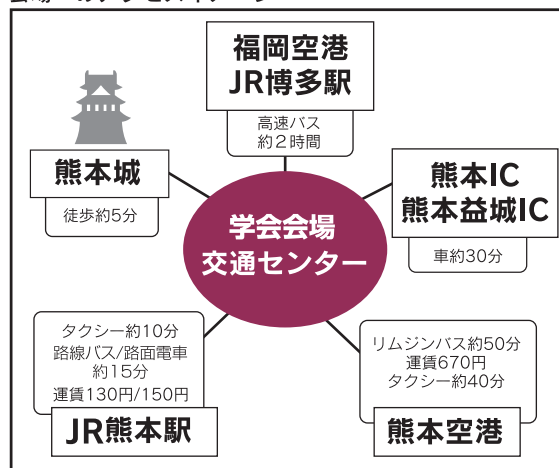 福岡空港
JR博多駅
高速バス
約２時間
熊本城
徒歩約5分
熊本IC
熊本益城IC
車約30分
学会会場
交通センター
タクシー約10分
路線バス/路面電車
約15分
運賃130円/150円
JR熊本駅
リムジンバス約50分
運賃670円
タクシー約40分
熊本空港